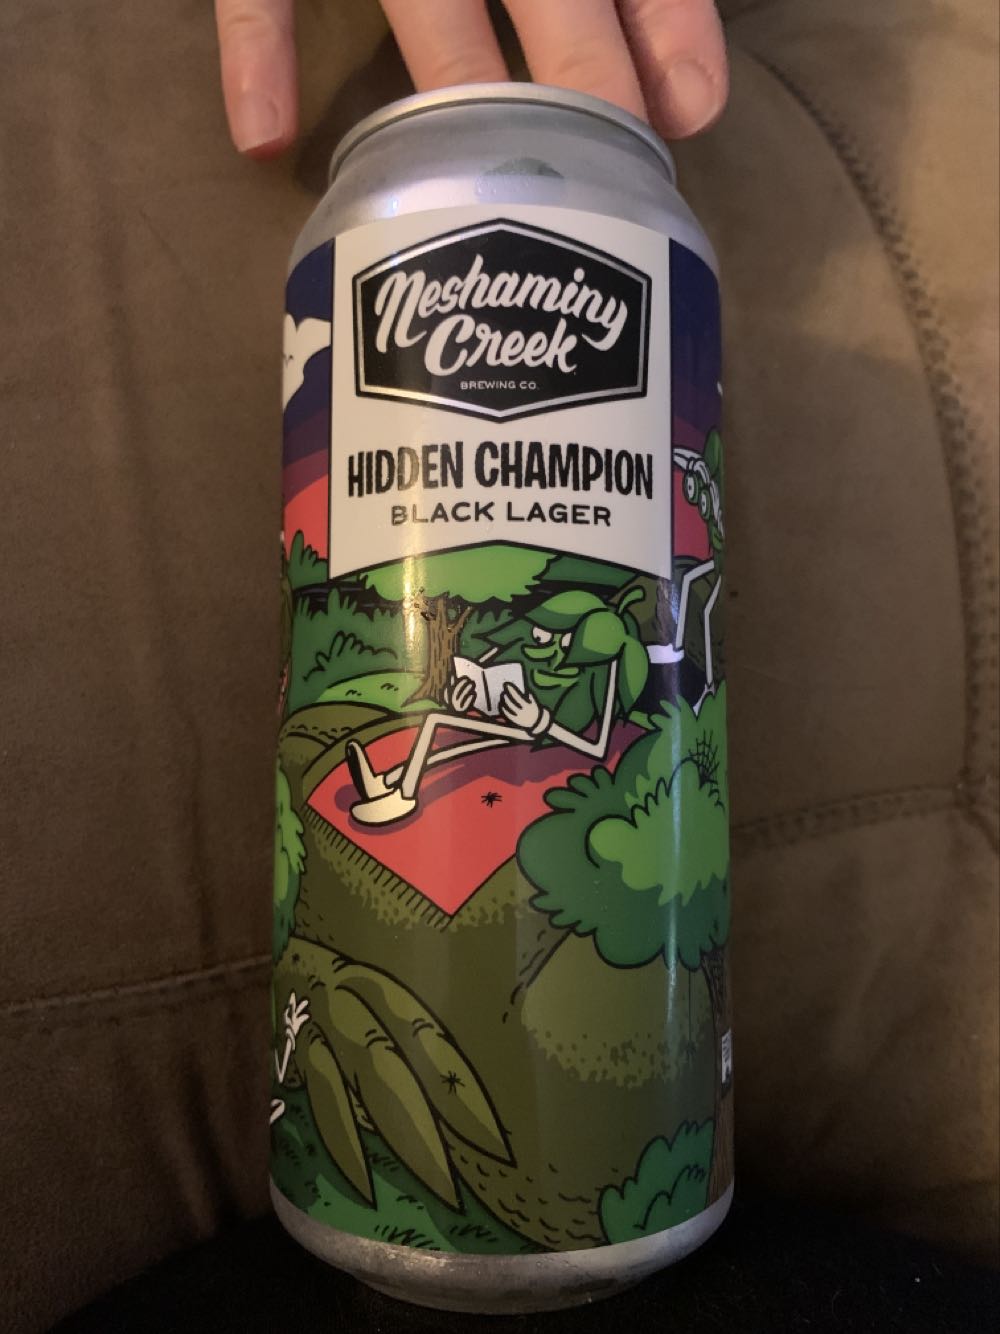 Neshaminy
Creek
BREWING CO.
HIDDEN CHAMPION
BLACK LAGER